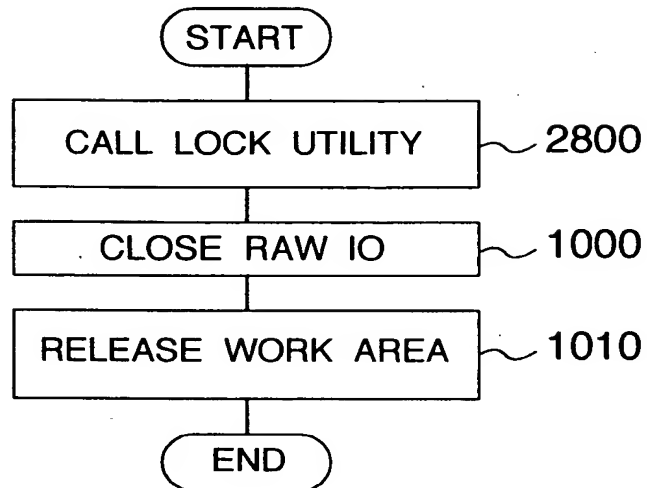 START
CALL LOCK UTILITY 2800
CLOSE RAW IO 1000
RELEASE WORK AREA 1010
END